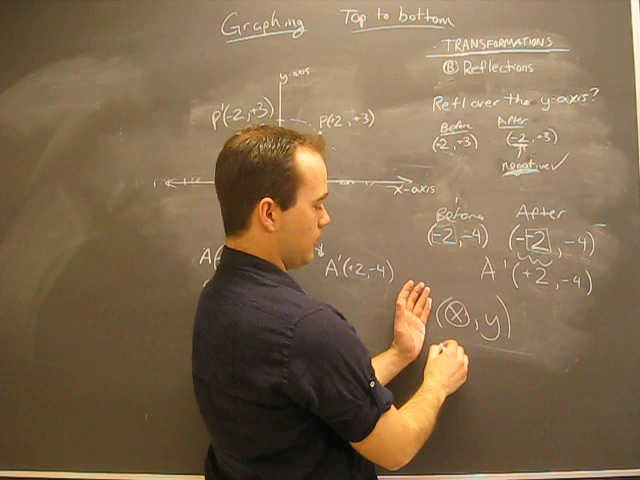 Graphing Top to bottom
TRANSFORMATIONS
B Reflections
Refl over the y-axis?
Before After
(-2, +3) (-2, +3)
negative ✓
y-axis
P'(-2, +3) P(-2, +3)
x-axis
Before After
(-2, -4) (--2, -4)
A' (+2, -4)
A( A'(+2, -4)
(x, y)